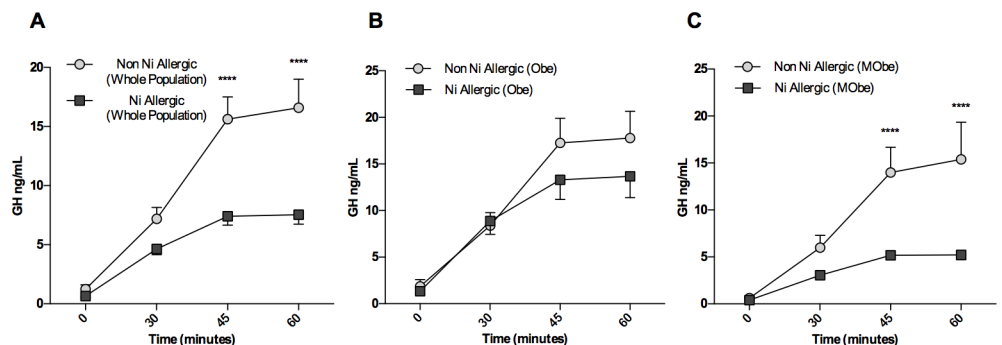 A
Non Ni Allergic
(Whole Population)
Ni Allergic
(Whole Population)
****
****
GH ng/mL
20
15
10
5
0
0
30
45
60
Time (minutes)
B
Non Ni Allergic (Obe)
Ni Allergic (Obe)
GH ng/mL
25
20
15
10
5
0
0
30
45
60
Time (minutes)
C
Non Ni Allergic (MObe)
Ni Allergic (MObe)
****
****
GH ng/mL
25
20
15
10
5
0
0
30
45
60
Time (minutes)